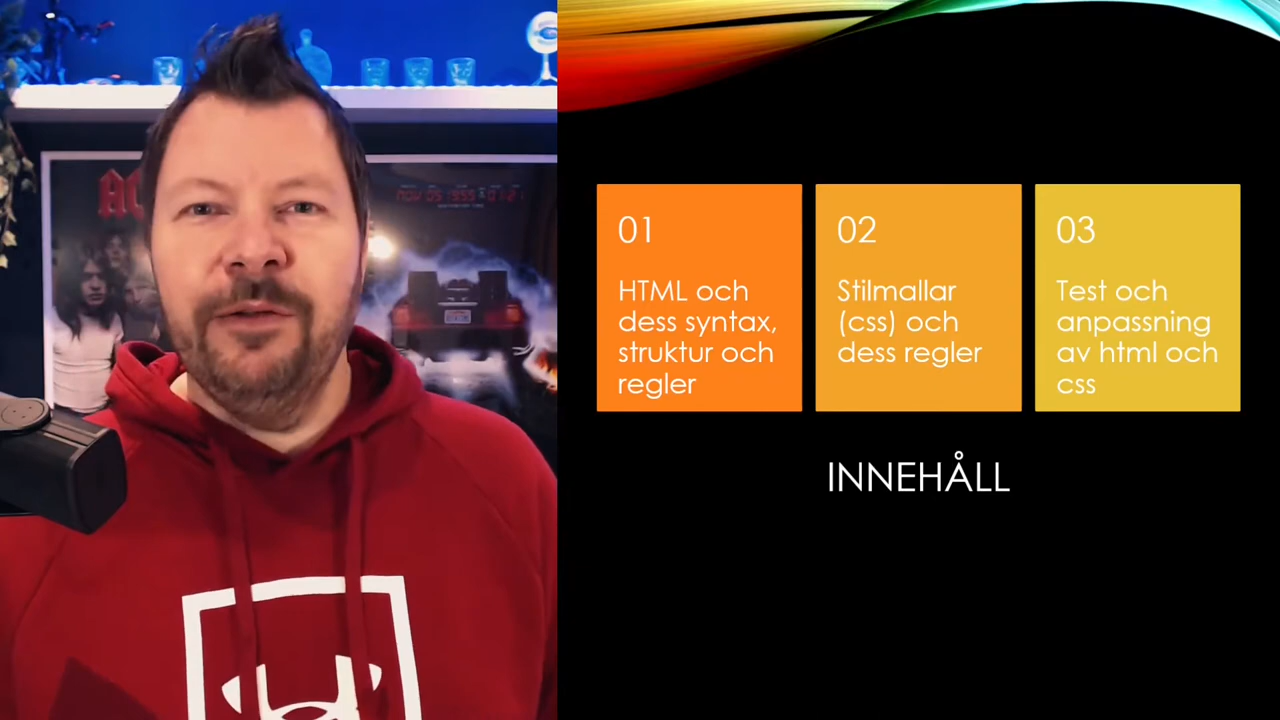 01
HTML och
dess syntax,
struktur och
regler
02
Stilmallar
(css) och
dess regler
03
Test och
anpassning
av html och
css
INNEHÅLL